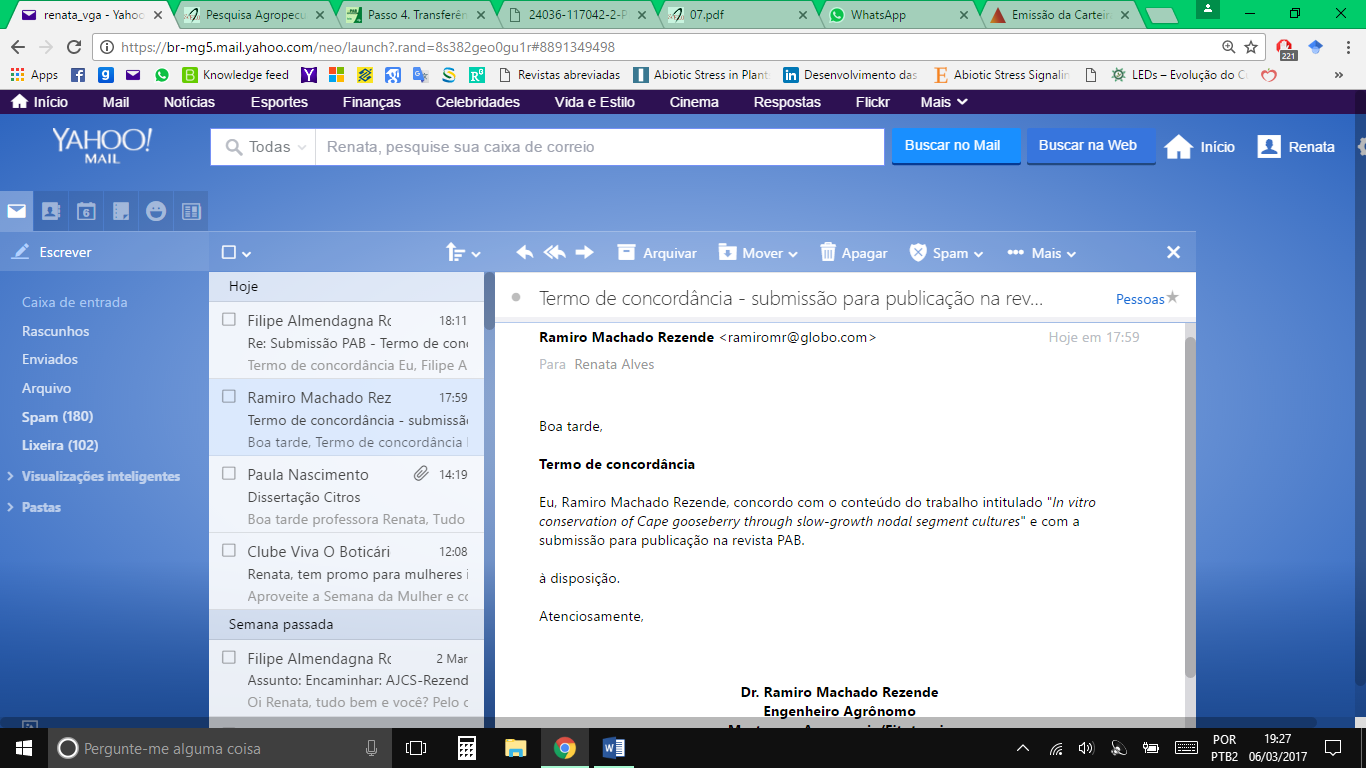 renata_vga - Yahoo
Pesquisa Agropecu
Passo 4. Transferên
24036-117042-2-P
07.pdf
WhatsApp
Emissão da Carteir
https://br-mg5.mail.yahoo.com/neo/launch?.rand=8s382geo0gu1r#8891349498
221
Apps
Knowledge feed
Revistas abreviadas
Abiotic Stress in Plant
Desenvolvimento das
Abiotic Stress Signalin
LEDs – Evolução do C
»
Início
Mail
Notícias
Esportes
Finanças
Celebridades
Vida e Estilo
Cinema
Respostas
Flickr
Mais
YAHOO!
MAIL
Todas
Renata, pesquise sua caixa de correio
Buscar no Mail
Buscar na Web
Início
Renata
6
Escrever
Arquivar
Mover
Apagar
Spam
Mais
Caixa de entrada
Rascunhos
Enviados
Arquivo
Spam (180)
Lixeira (102)
Visualizações inteligentes
Pastas
Hoje
Filipe Almendagna Ro 18:11
Re: Submissão PAB - Termo de con
Termo de concordância Eu, Filipe A
Ramiro Machado Rez 17:59
Termo de concordância - submissã
Boa tarde, Termo de concordância
Paula Nascimento 14:19
Dissertação Citros
Boa tarde professora Renata, Tudo
Clube Viva O Boticári 12:08
Renata, tem promo para mulheres i
Aproveite a Semana da Mulher e co
Semana passada
Filipe Almendagna Ro 2 Mar
Assunto: Encaminhar: AJCS-Rezend
Oi Renata, tudo bem e você? Pelo c
Termo de concordância - submissão para publicação na rev...
Pessoas
Ramiro Machado Rezende <ramiromr@globo.com>
Hoje em 17:59
Para Renata Alves
Boa tarde,
Termo de concordância
Eu, Ramiro Machado Rezende, concordo com o conteúdo do trabalho intitulado "In vitro
conservation of Cape gooseberry through slow-growth nodal segment cultures" e com a
submissão para publicação na revista PAB.
à disposição.
Atenciosamente,
Dr. Ramiro Machado Rezende
Engenheiro Agrônomo
Pergunte-me alguma coisa
POR
PTB2
19:27
06/03/2017